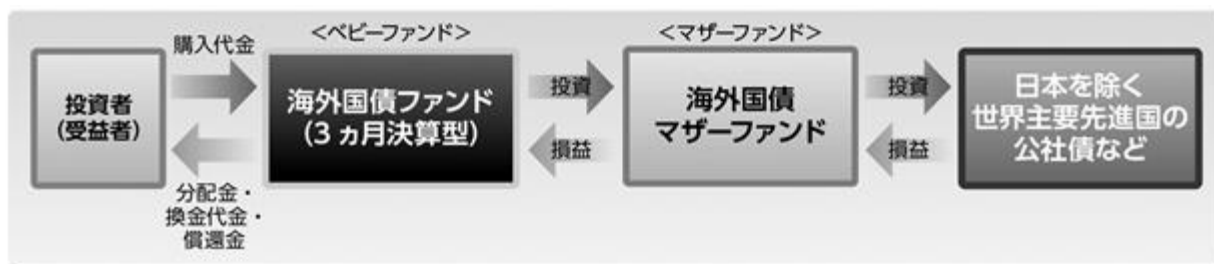 購入代金
<ベビーファンド>
<マザーファンド>
投資者
(受益者)
海外国債ファンド
(3ヵ月決算型)
投資
損益
海外国債
マザーファンド
投資
損益
日本を除く
世界主要先進国の
公社債など
分配金・
換金代金・
償還金